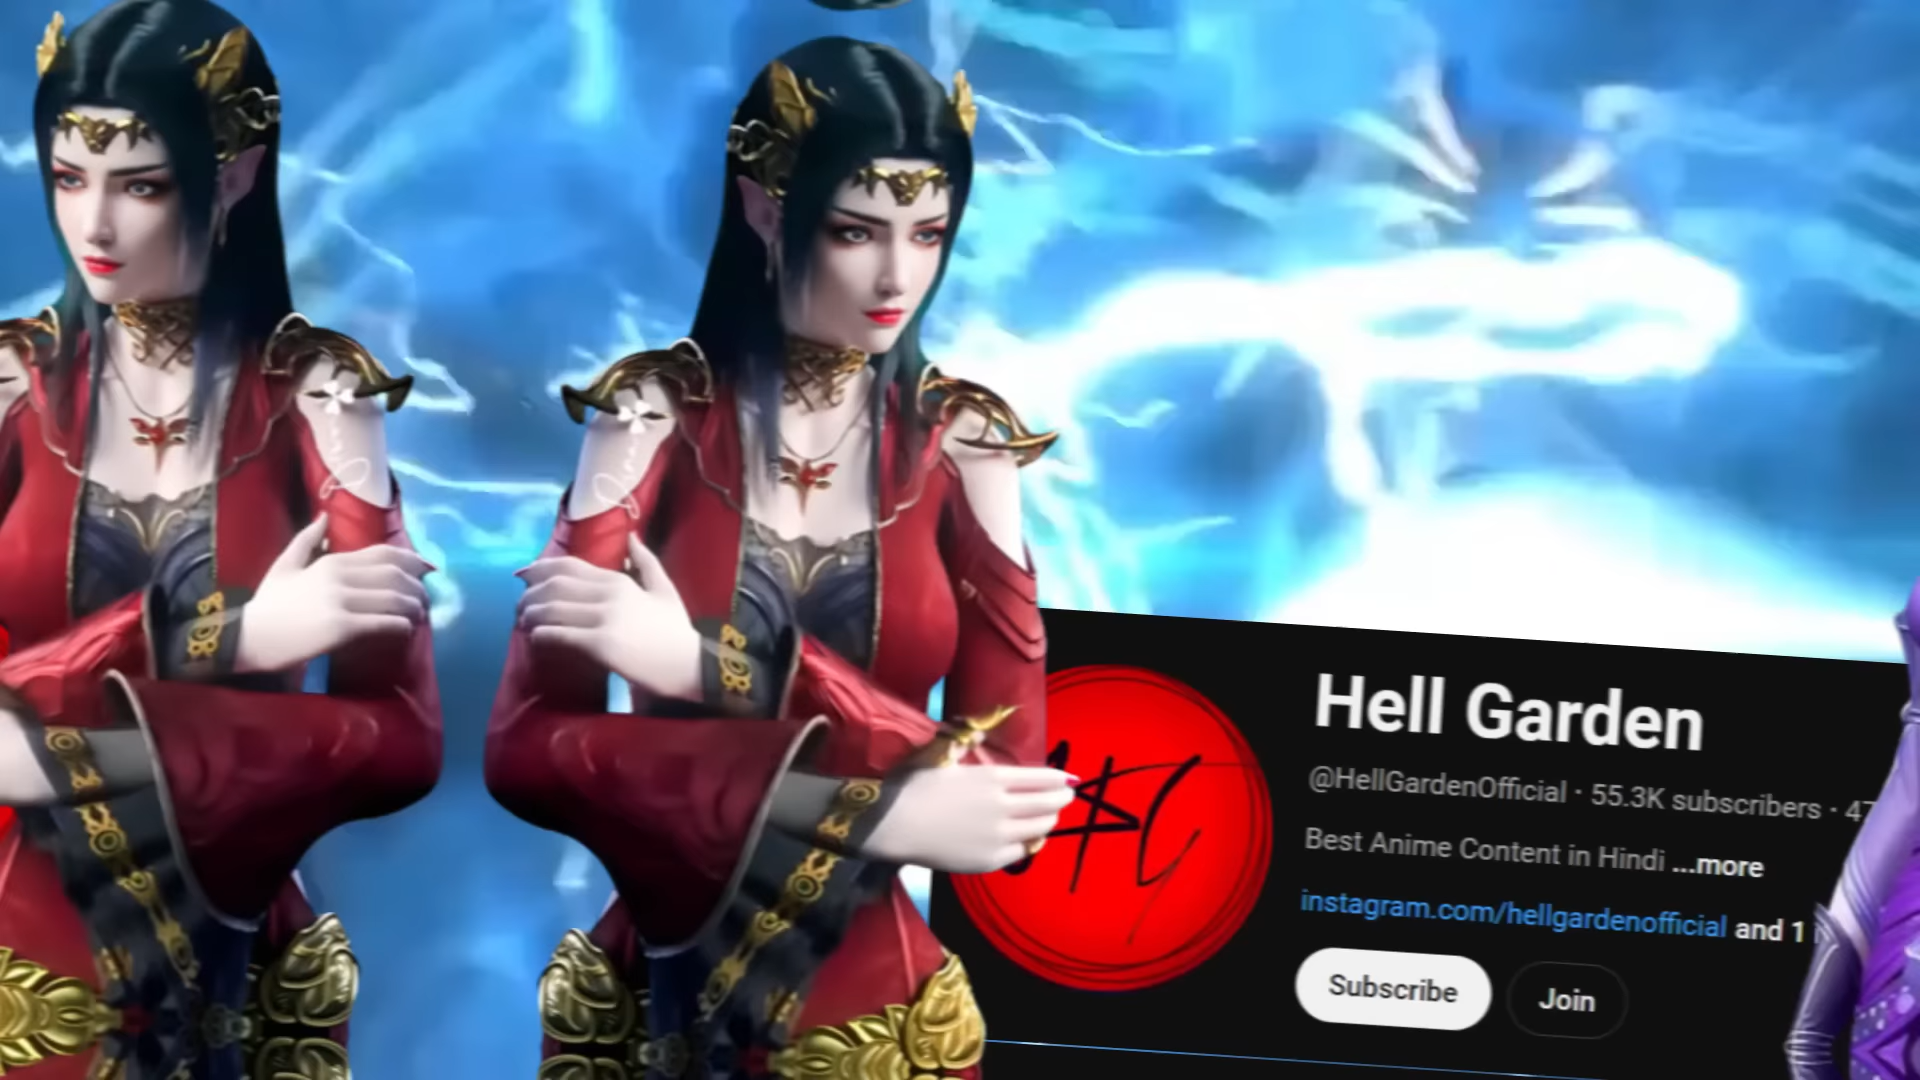 Hell Garden
@HellGardenOfficial · 55.3K subscribers · 47
Best Anime Content in Hindi ...more
instagram.com/hellgardenofficial and 1
Subscribe
Join